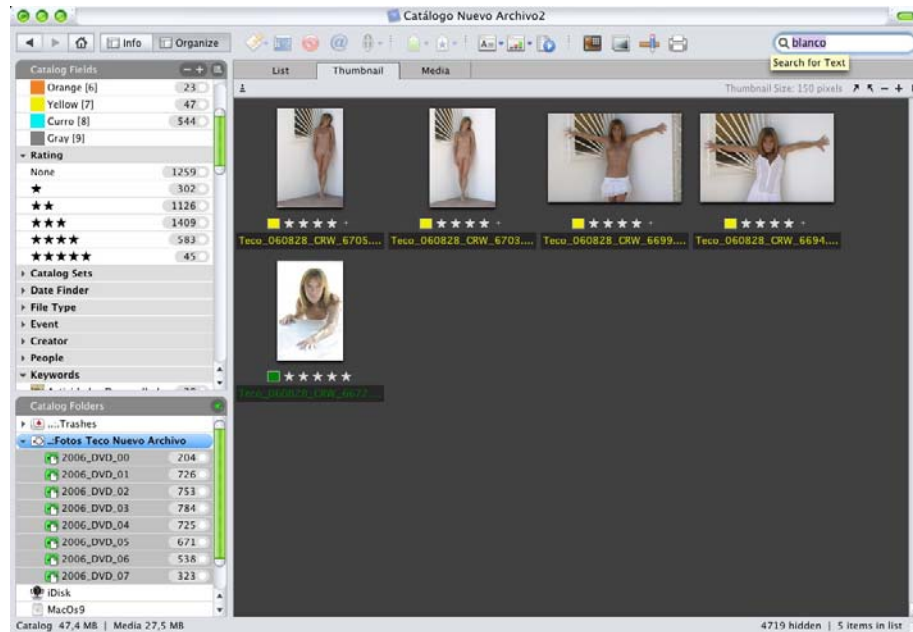 Catálogo Nuevo Archivo2
Info
Organize
blanco
Search for Text
Catalog Fields
List
Thumbnail
Media
Thumbnail Size: 150 pixels
Orange [6] 23
Yellow [7] 47
Curro [8] 544
Gray [9]
Rating
None 1259
★ 302
★★ 1126
★★★ 1409
★★★★ 583
★★★★★ 45
Catalog Sets
Date Finder
File Type
Event
Creator
People
Keywords
Teco_060828_CRW_6705....
Teco_060828_CRW_6703....
Teco_060828_CRW_6699....
Teco_060828_CRW_6694....
Teco_060828_CRW_6672....
Catalog Folders
...:Trashes
..:Fotos Teco Nuevo Archivo
2006_DVD_00 204
2006_DVD_01 726
2006_DVD_02 753
2006_DVD_03 784
2006_DVD_04 725
2006_DVD_05 671
2006_DVD_06 538
2006_DVD_07 323
iDisk
MacOs9
Catalog 47,4 MB | Media 27,5 MB
4719 hidden | 5 items in list